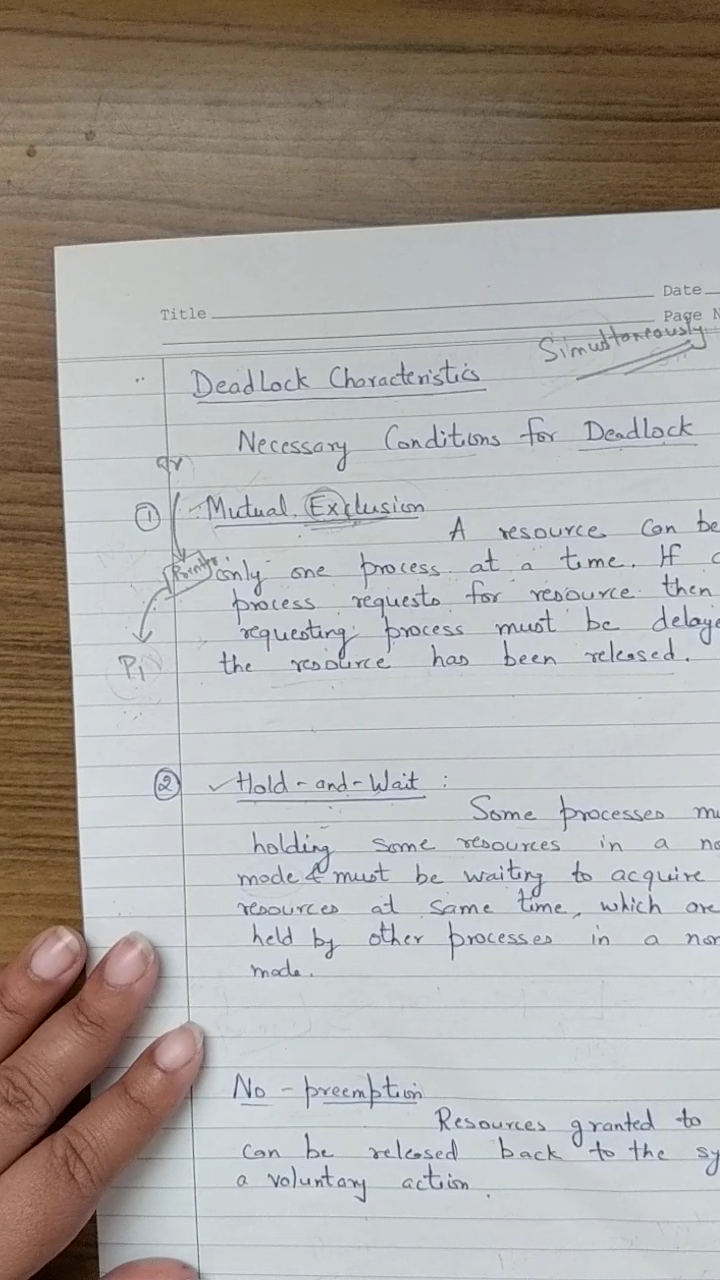 Date
Title
Page N
Simultaneously
Deadlock Characteristics
Necessary Conditions for Deadlock
① Mutual Exclusion
A resource can be
Printer only one process at a time. If
process requests for resource then
requesting process must be delaye
P1 the resource has been released.
② Hold-and-Wait :
Some processes mu
holding some resources in a no
mode & must be waiting to acquire
resources at same time, which are
held by other processes in a non
mode.
No-preemption
Resources granted to
can be released back to the sy
a voluntary action.